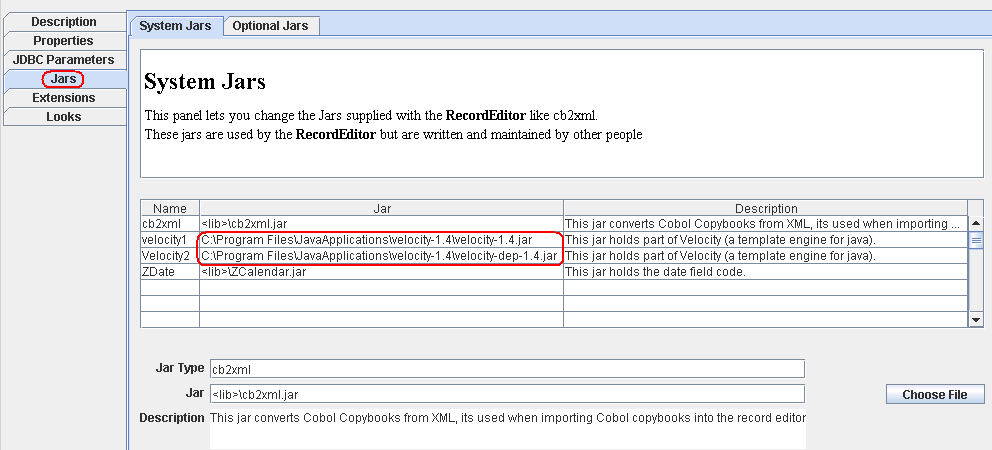 Description
Properties
JDBC Parameters
Jars
Extensions
Looks
System Jars
Optional Jars
System Jars
This panel lets you change the Jars supplied with the RecordEditor like cb2xml.
These jars are used by the RecordEditor but are written and maintained by other people
Name Jar Description
cb2xml <lib>\cb2xml.jar This jar converts Cobol Copybooks from XML, its used when importing ...
velocity1 C:\Program Files\JavaApplications\velocity-1.4\velocity-1.4.jar This jar holds part of Velocity (a template engine for java).
Velocity2 C:\Program Files\JavaApplications\velocity-1.4\velocity-dep-1.4.jar This jar holds part of Velocity (a template engine for java).
ZDate <lib>\ZCalendar.jar This jar holds the date field code.
Jar Type cb2xml
Jar <lib>\cb2xml.jar Choose File
Description This jar converts Cobol Copybooks from XML, its used when importing Cobol copybooks into the record editor